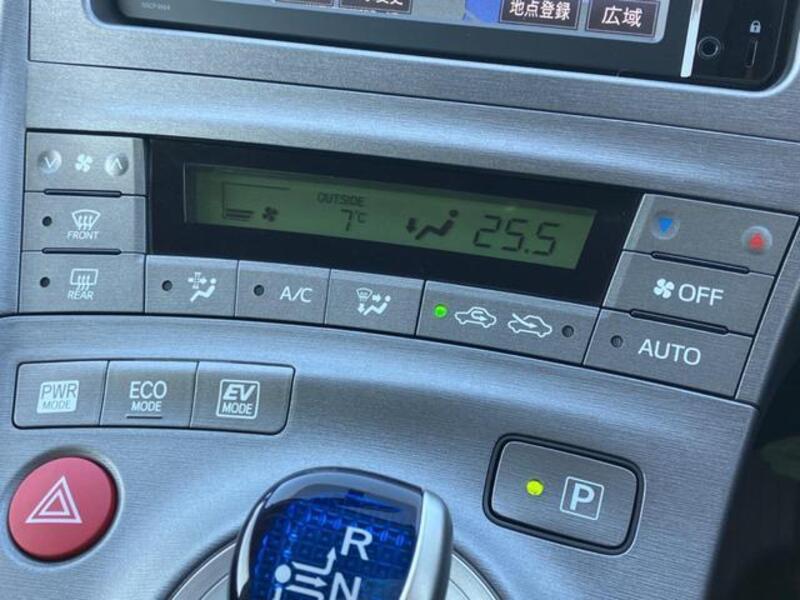 地点登録
広域
OUTSIDE
7℃
25.5
FRONT
REAR
A/C
OFF
AUTO
PWR
MODE
ECO
MODE
EV
MODE
P
R
N